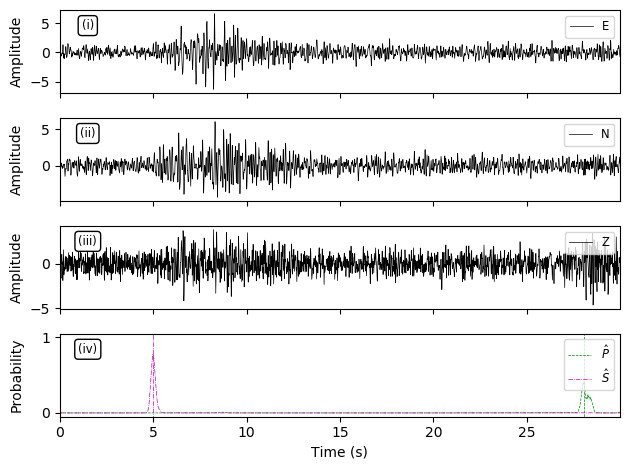 Amplitude
5
0
−5
(i)
E
Amplitude
5
0
(ii)
N
Amplitude
0
−5
(iii)
Z
Probability
1
0
(iv)
P̂
Ŝ
0 5 10 15 20 25
Time (s)